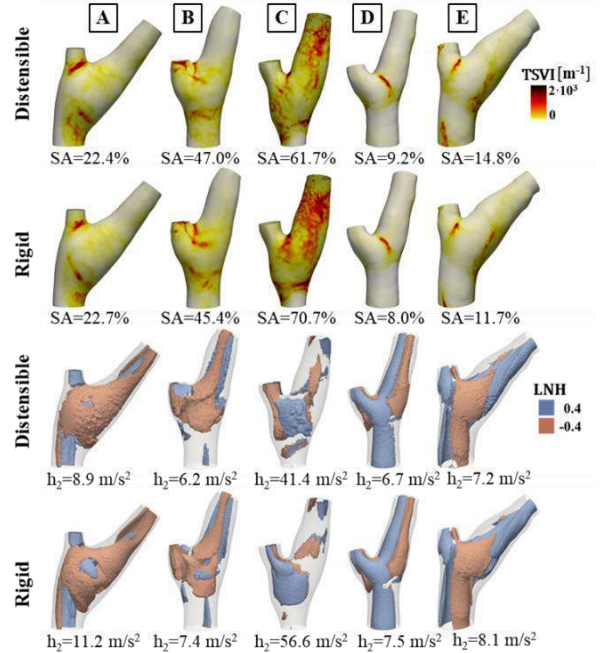 A B C D E
Distensible
TSVI [m⁻¹]
2·10³
0
SA=22.4% SA=47.0% SA=61.7% SA=9.2% SA=14.8%
Rigid
SA=22.7% SA=45.4% SA=70.7% SA=8.0% SA=11.7%
Distensible
LNH
0.4
-0.4
h₂=8.9 m/s² h₂=6.2 m/s² h₂=41.4 m/s² h₂=6.7 m/s² h₂=7.2 m/s²
Rigid
h₂=11.2 m/s² h₂=7.4 m/s² h₂=56.6 m/s² h₂=7.5 m/s² h₂=8.1 m/s²